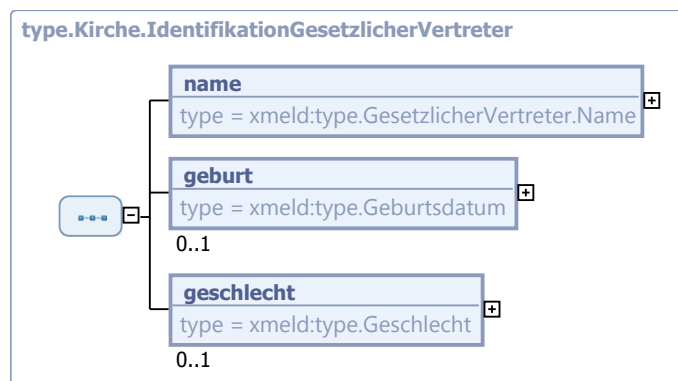 type.Kirche.IdentifikationGesetzlicherVertreter
name
type = xmeld:type.GesetzlicherVertreter.Name
geburt
type = xmeld:type.Geburtsdatum
0..1
geschlecht
type = xmeld:type.Geschlecht
0..1